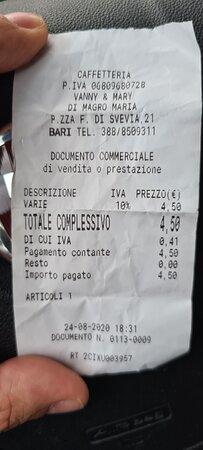 CAFFETTERIA
P.IVA 06809680728
VANNY & MARY
DI MAGRO MARIA
P.ZZA F. DI SVEVIA,21
BARI TEL. 388/8509311
DOCUMENTO COMMERCIALE
di vendita o prestazione
DESCRIZIONE IVA PREZZO(€)
VARIE 10% 4,50
TOTALE COMPLESSIVO 4,50
DI CUI IVA 0,41
Pagamento contante 4,50
Resto 0,00
Importo pagato 4,50
ARTICOLI 1
24-08-2020 18:31
DOCUMENTO N. 0113-0009
RT 2CIXU003957